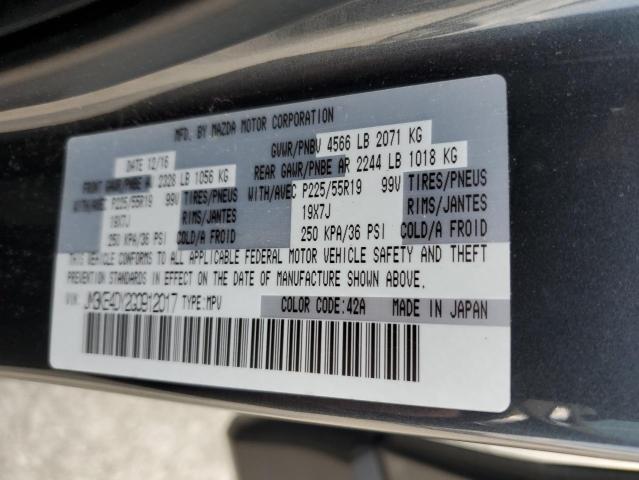 MFD. BY MAZDA MOTOR CORPORATION
DATE 12/16 GVWR/PNBV 4566 LB 2071 KG
FRONT GAWR/PNBE A 2328 LB 1056 KG REAR GAWR/PNBE AR 2244 LB 1018 KG
WITH/AVEC P225/55R19 99V TIRES/PNEUS WITH/AVEC P225/55R19 99V TIRES/PNEUS
19X7J RIMS/JANTES 19X7J RIMS/JANTES
250 KPA/36 PSI COLD/A FROID 250 KPA/36 PSI COLD/A FROID
THIS VEHICLE CONFORMS TO ALL APPLICABLE FEDERAL MOTOR VEHICLE SAFETY AND THEFT
PREVENTION STANDARDS IN EFFECT ON THE DATE OF MANUFACTURE SHOWN ABOVE.
VIN: JM3KE4DY2G0912017 TYPE:MPV COLOR CODE:42A MADE IN JAPAN